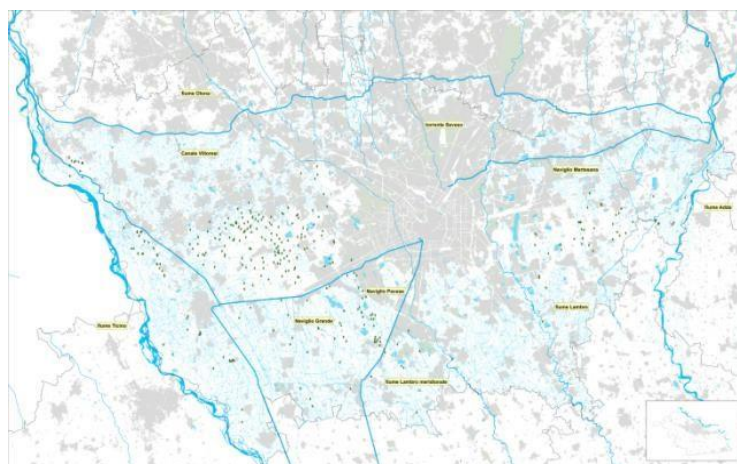 fiume Olona
torrente Seveso
Canale Villoresi
Naviglio Martesana
fiume Adda
Naviglio Pavese
fiume Lambro
Naviglio Grande
fiume Ticino
fiume Lambro meridionale